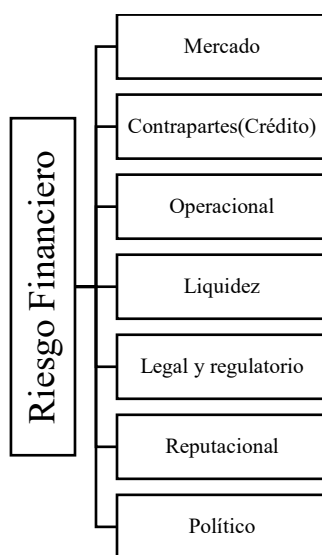 Riesgo Financiero
Mercado
Contrapartes(Crédito)
Operacional
Liquidez
Legal y regulatorio
Reputacional
Político